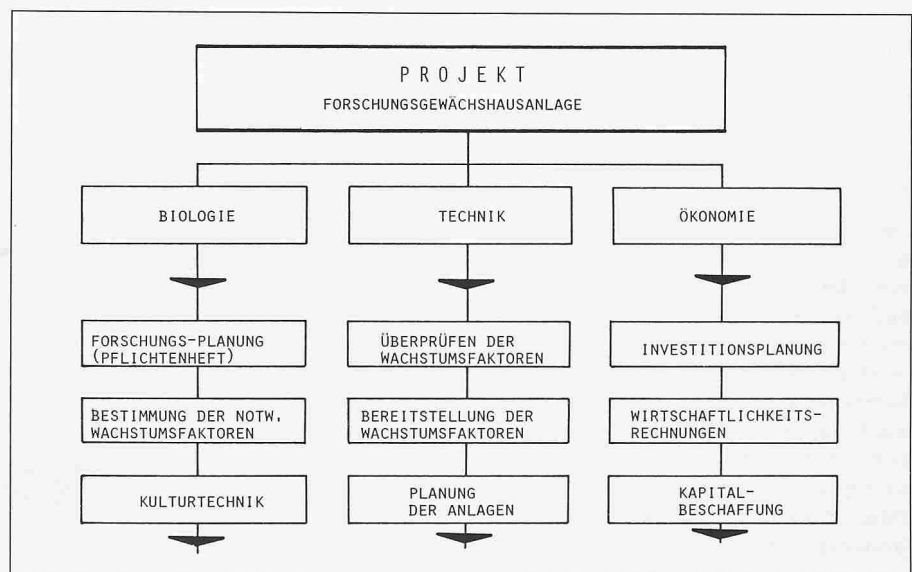 PROJEKT
FORSCHUNGSGEWÄCHSHAUSANLAGE
BIOLOGIE
TECHNIK
ÖKONOMIE
FORSCHUNGS-PLANUNG
(PFLICHTENHEFT)
ÜBERPRÜFEN DER
WACHSTUMSFAKTOREN
INVESTITIONSPLANUNG
BESTIMMUNG DER NOTW.
WACHSTUMSFAKTOREN
BEREITSTELLUNG DER
WACHSTUMSFAKTOREN
WIRTSCHAFTLICHKEITS-
RECHNUNGEN
KULTURTECHNIK
PLANUNG
DER ANLAGEN
KAPITAL-
BESCHAFFUNG